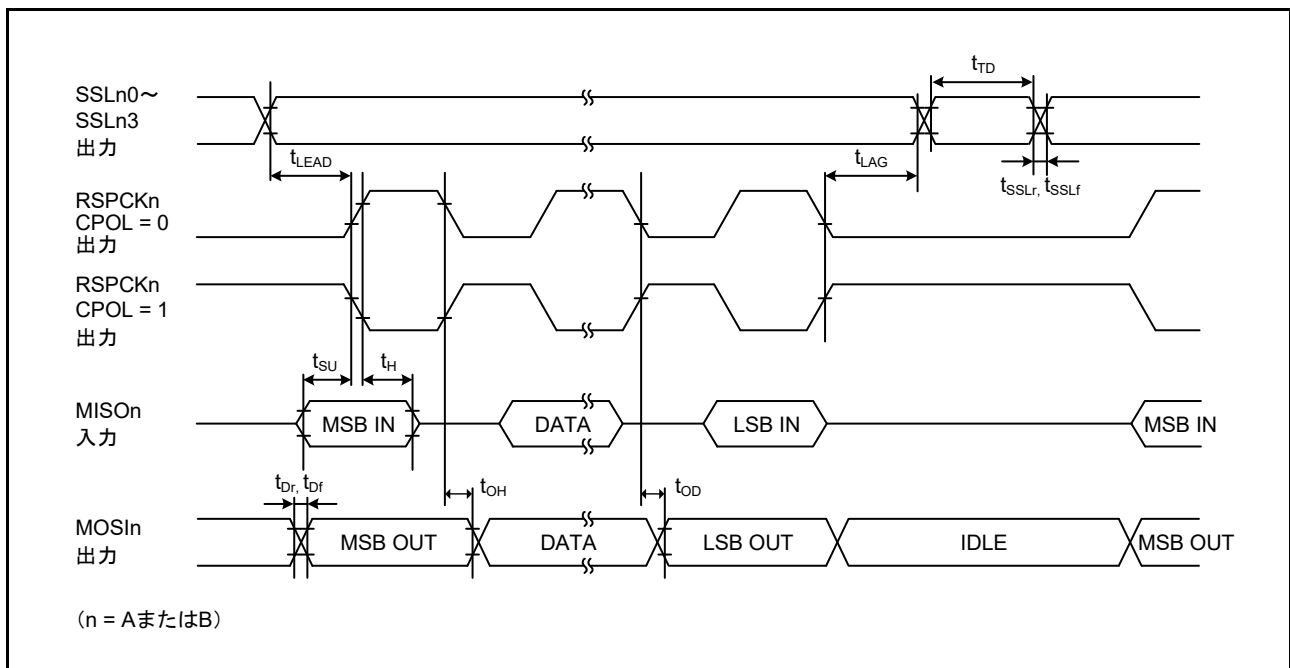 SSLn0～
SSLn3
出力
tTD
tLEAD
tLAG
tSSLr, tSSLf
RSPCKn
CPOL = 0
出力
RSPCKn
CPOL = 1
出力
tSU
tH
MISOn
入力
MSB IN
DATA
LSB IN
MSB IN
tDr, tDf
tOH
tOD
MOSIn
出力
MSB OUT
DATA
LSB OUT
IDLE
MSB OUT
（n = AまたはB）